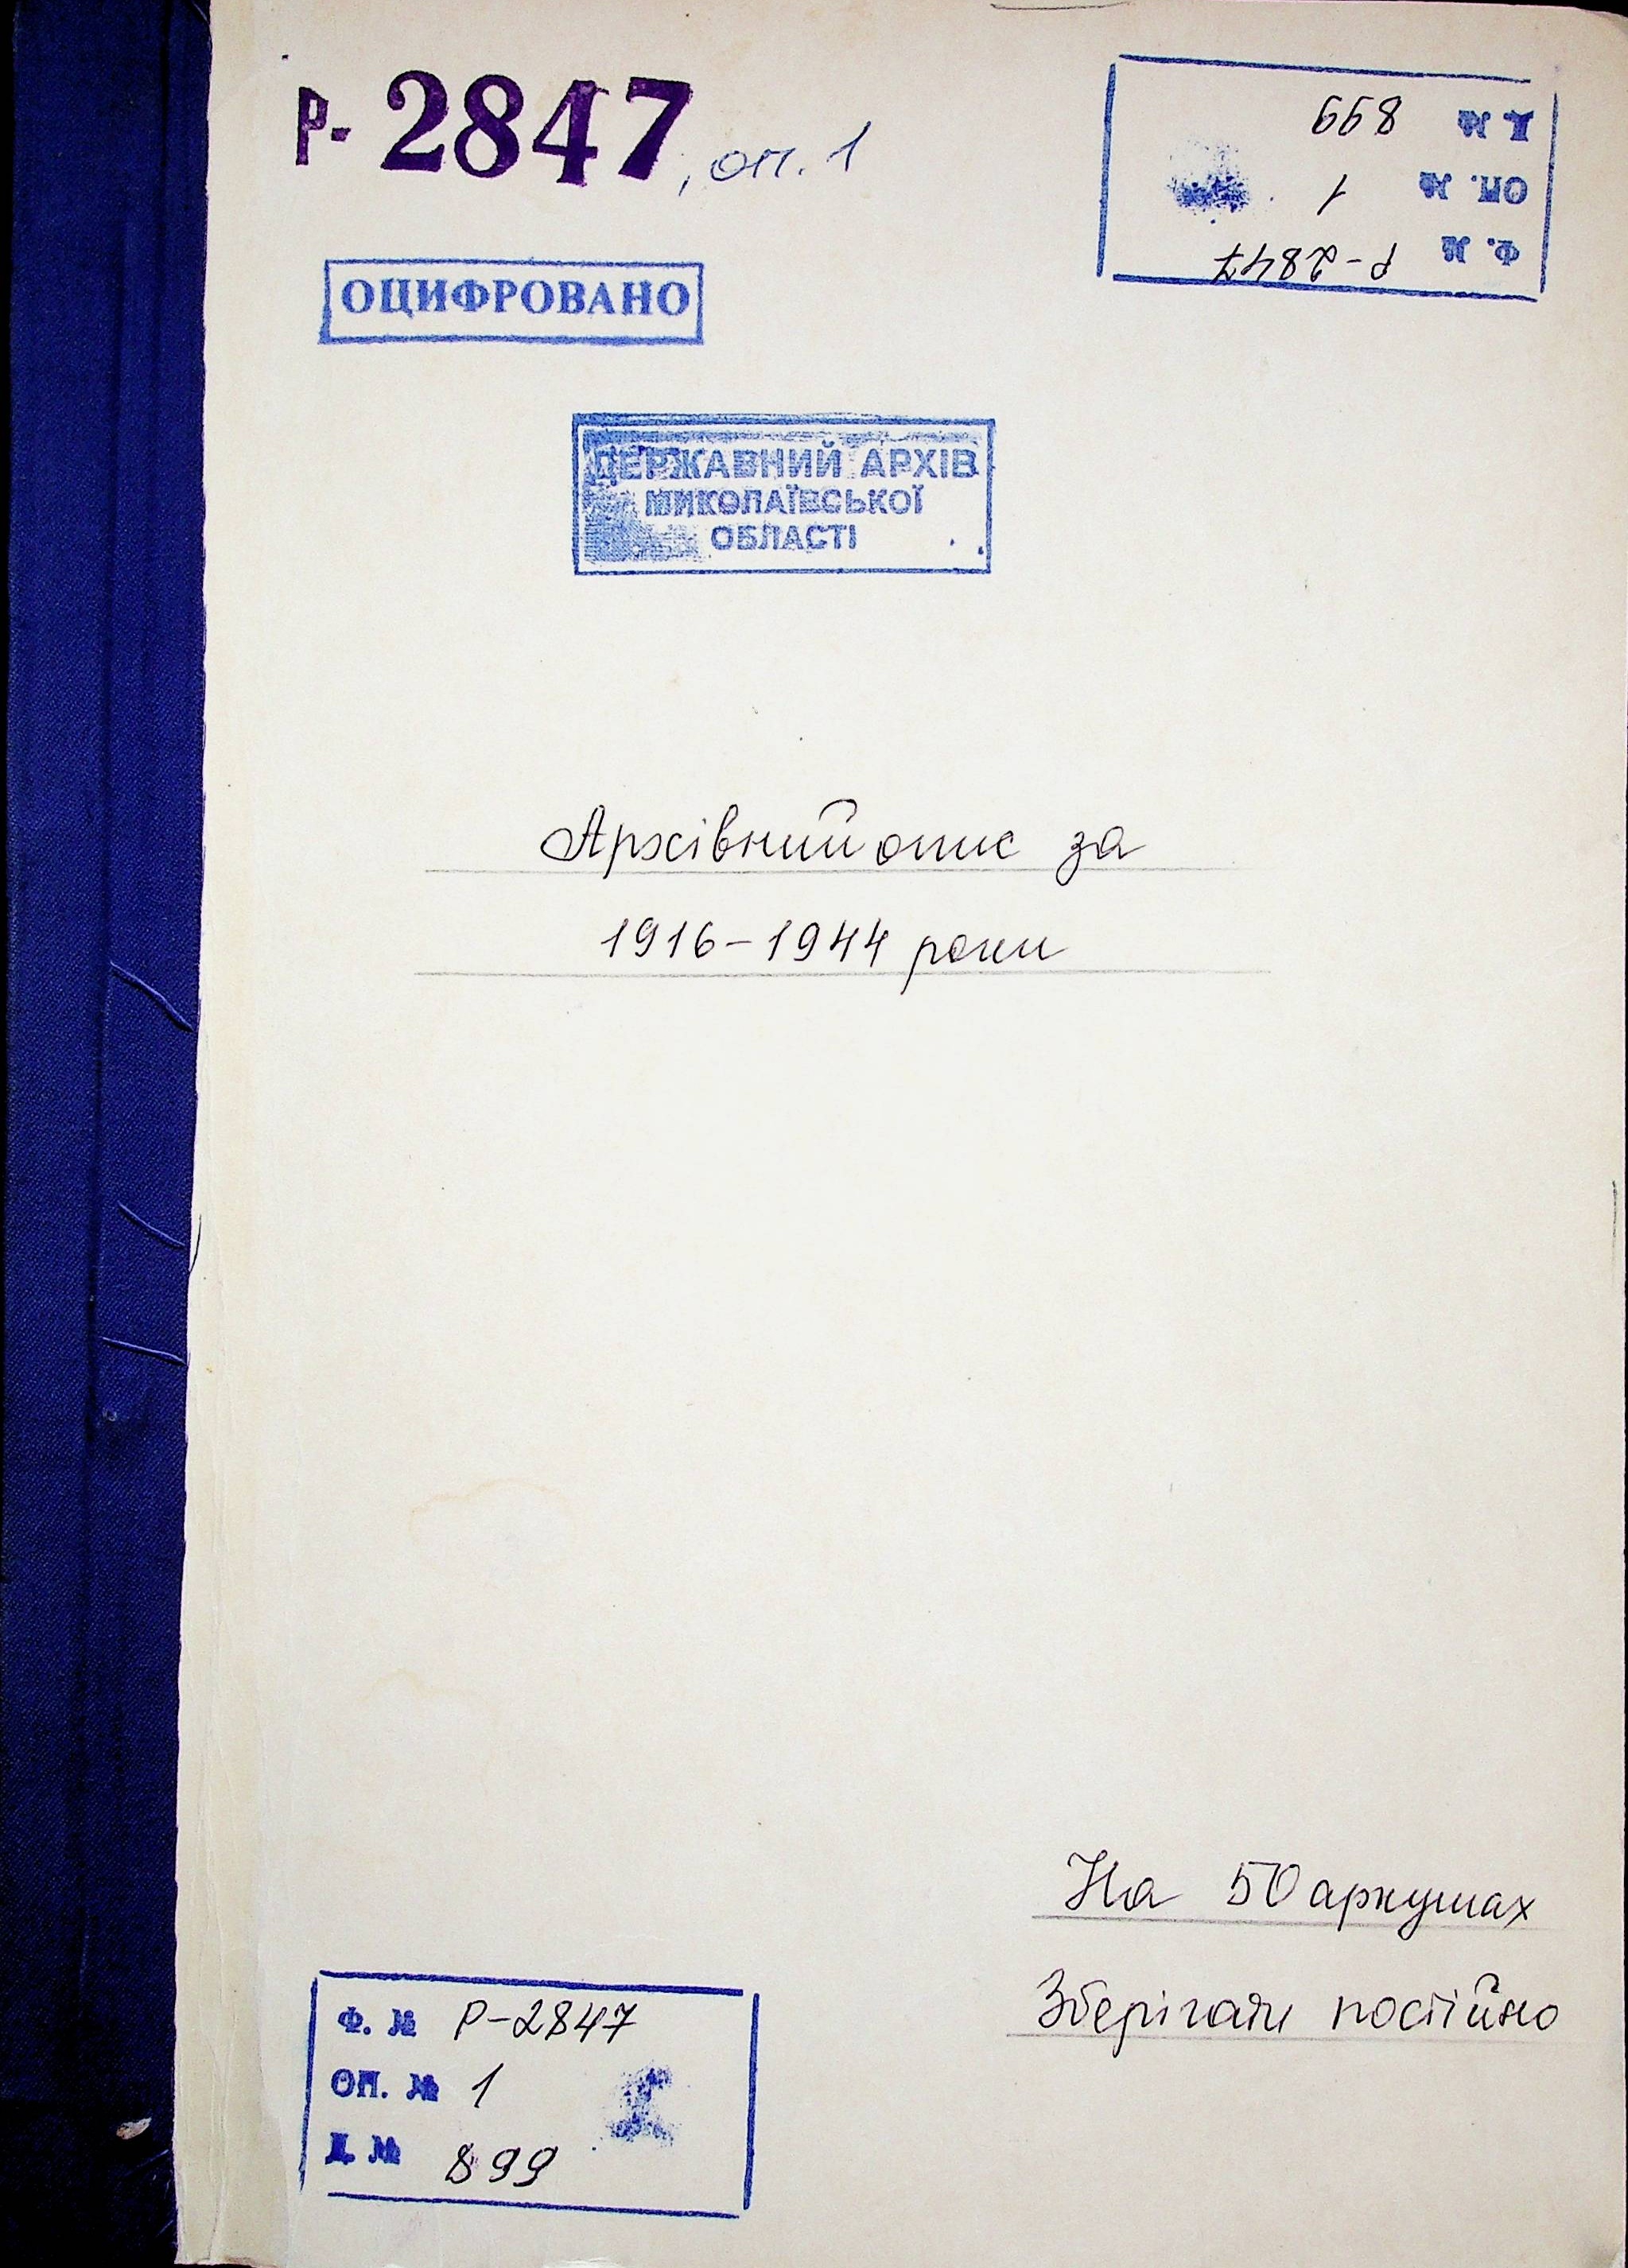 Р-2847, оп. 1
Д. № 899
ОП. № 1
Ф. № Р-2847
ОЦИФРОВАНО
ДЕРЖАВНИЙ АРХІВ
МИКОЛАЇВСЬКОЇ
ОБЛАСТІ
Архівний опис за
1916-1944 роки
На 50 аркушах
Зберігати постійно
Ф. № Р-2847
ОП. № 1
Д. № 899